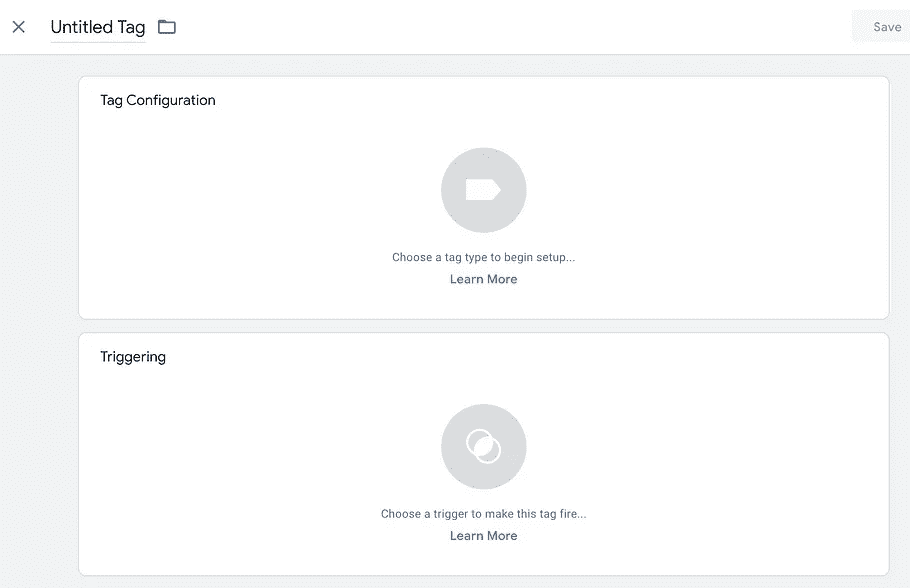 Untitled Tag
Save
Tag Configuration
Choose a tag type to begin setup...
Learn More
Triggering
Choose a trigger to make this tag fire...
Learn More